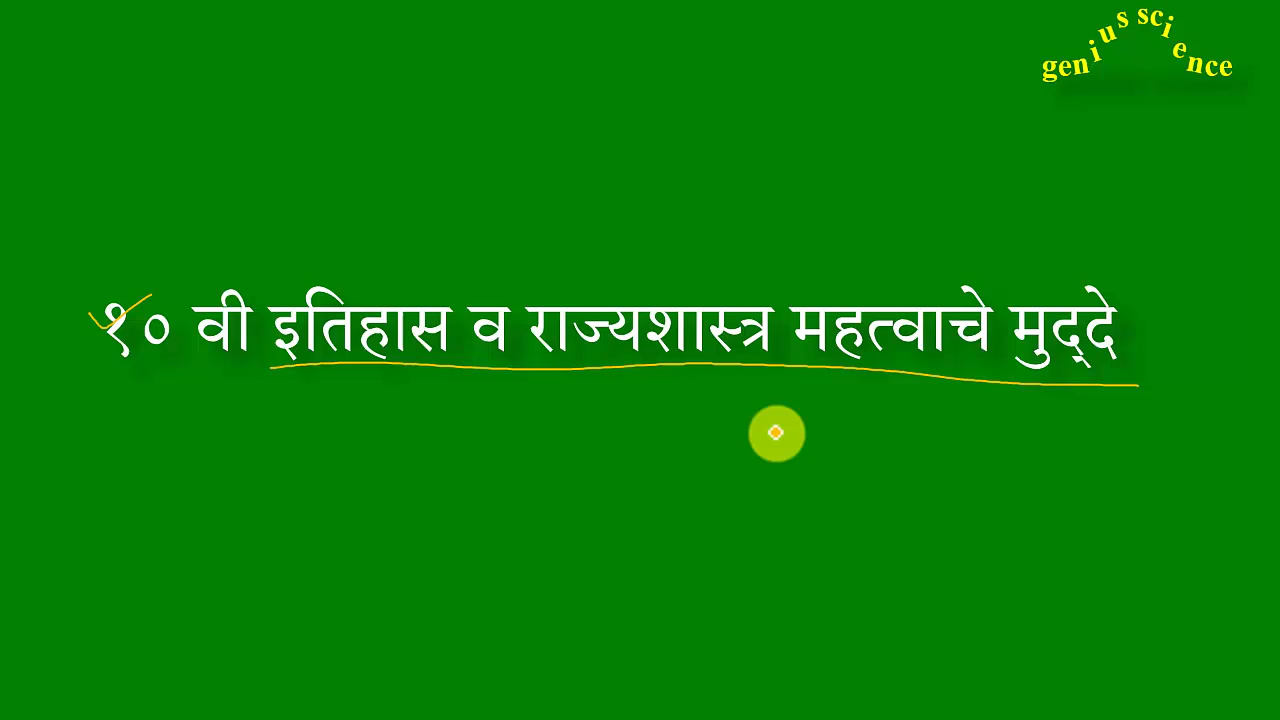 genius science
१० वी इतिहास व राज्यशास्त्र महत्वाचे मुद्‌दे